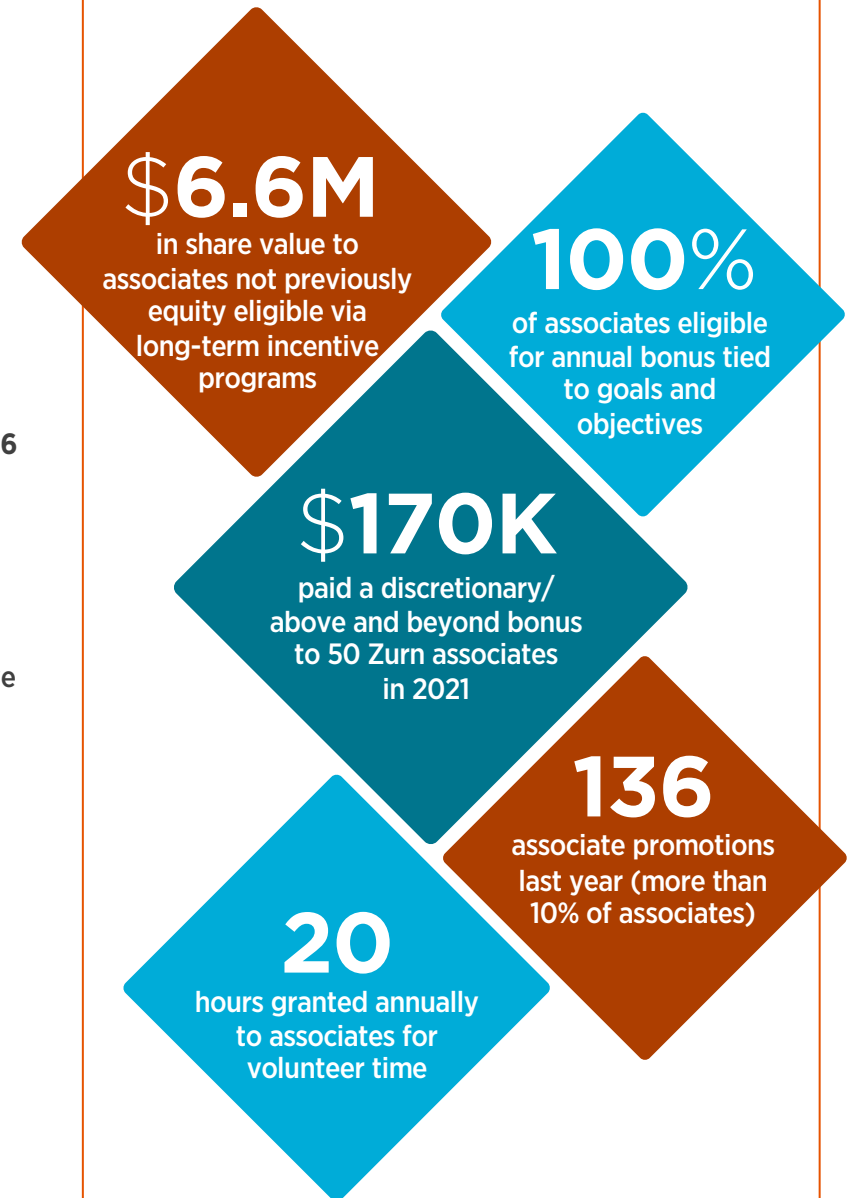 $6.6M
in share value to
associates not previously
equity eligible via
long-term incentive
programs
100%
of associates eligible
for annual bonus tied
to goals and
objectives
6
$170K
paid a discretionary/
above and beyond bonus
to 50 Zurn associates
in 2021
e
136
associate promotions
last year (more than
10% of associates)
20
hours granted annually
to associates for
volunteer time